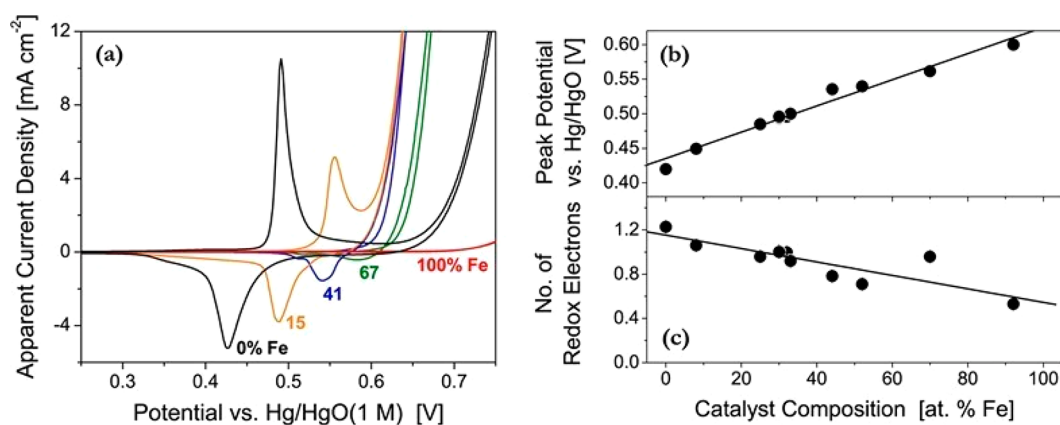 (a)
Apparent Current Density [mA cm-2]
12
8
4
0
-4
0.3
0.4
0.5
0.6
0.7
Potential vs. Hg/HgO(1 M) [V]
0% Fe
15
41
67
100% Fe
(b)
Peak Potential
vs. Hg/HgO [V]
0.60
0.55
0.50
0.45
0.40
(c)
No. of
Redox Electrons
1.2
0.8
0.4
0.0
0
20
40
60
80
100
Catalyst Composition [at. % Fe]